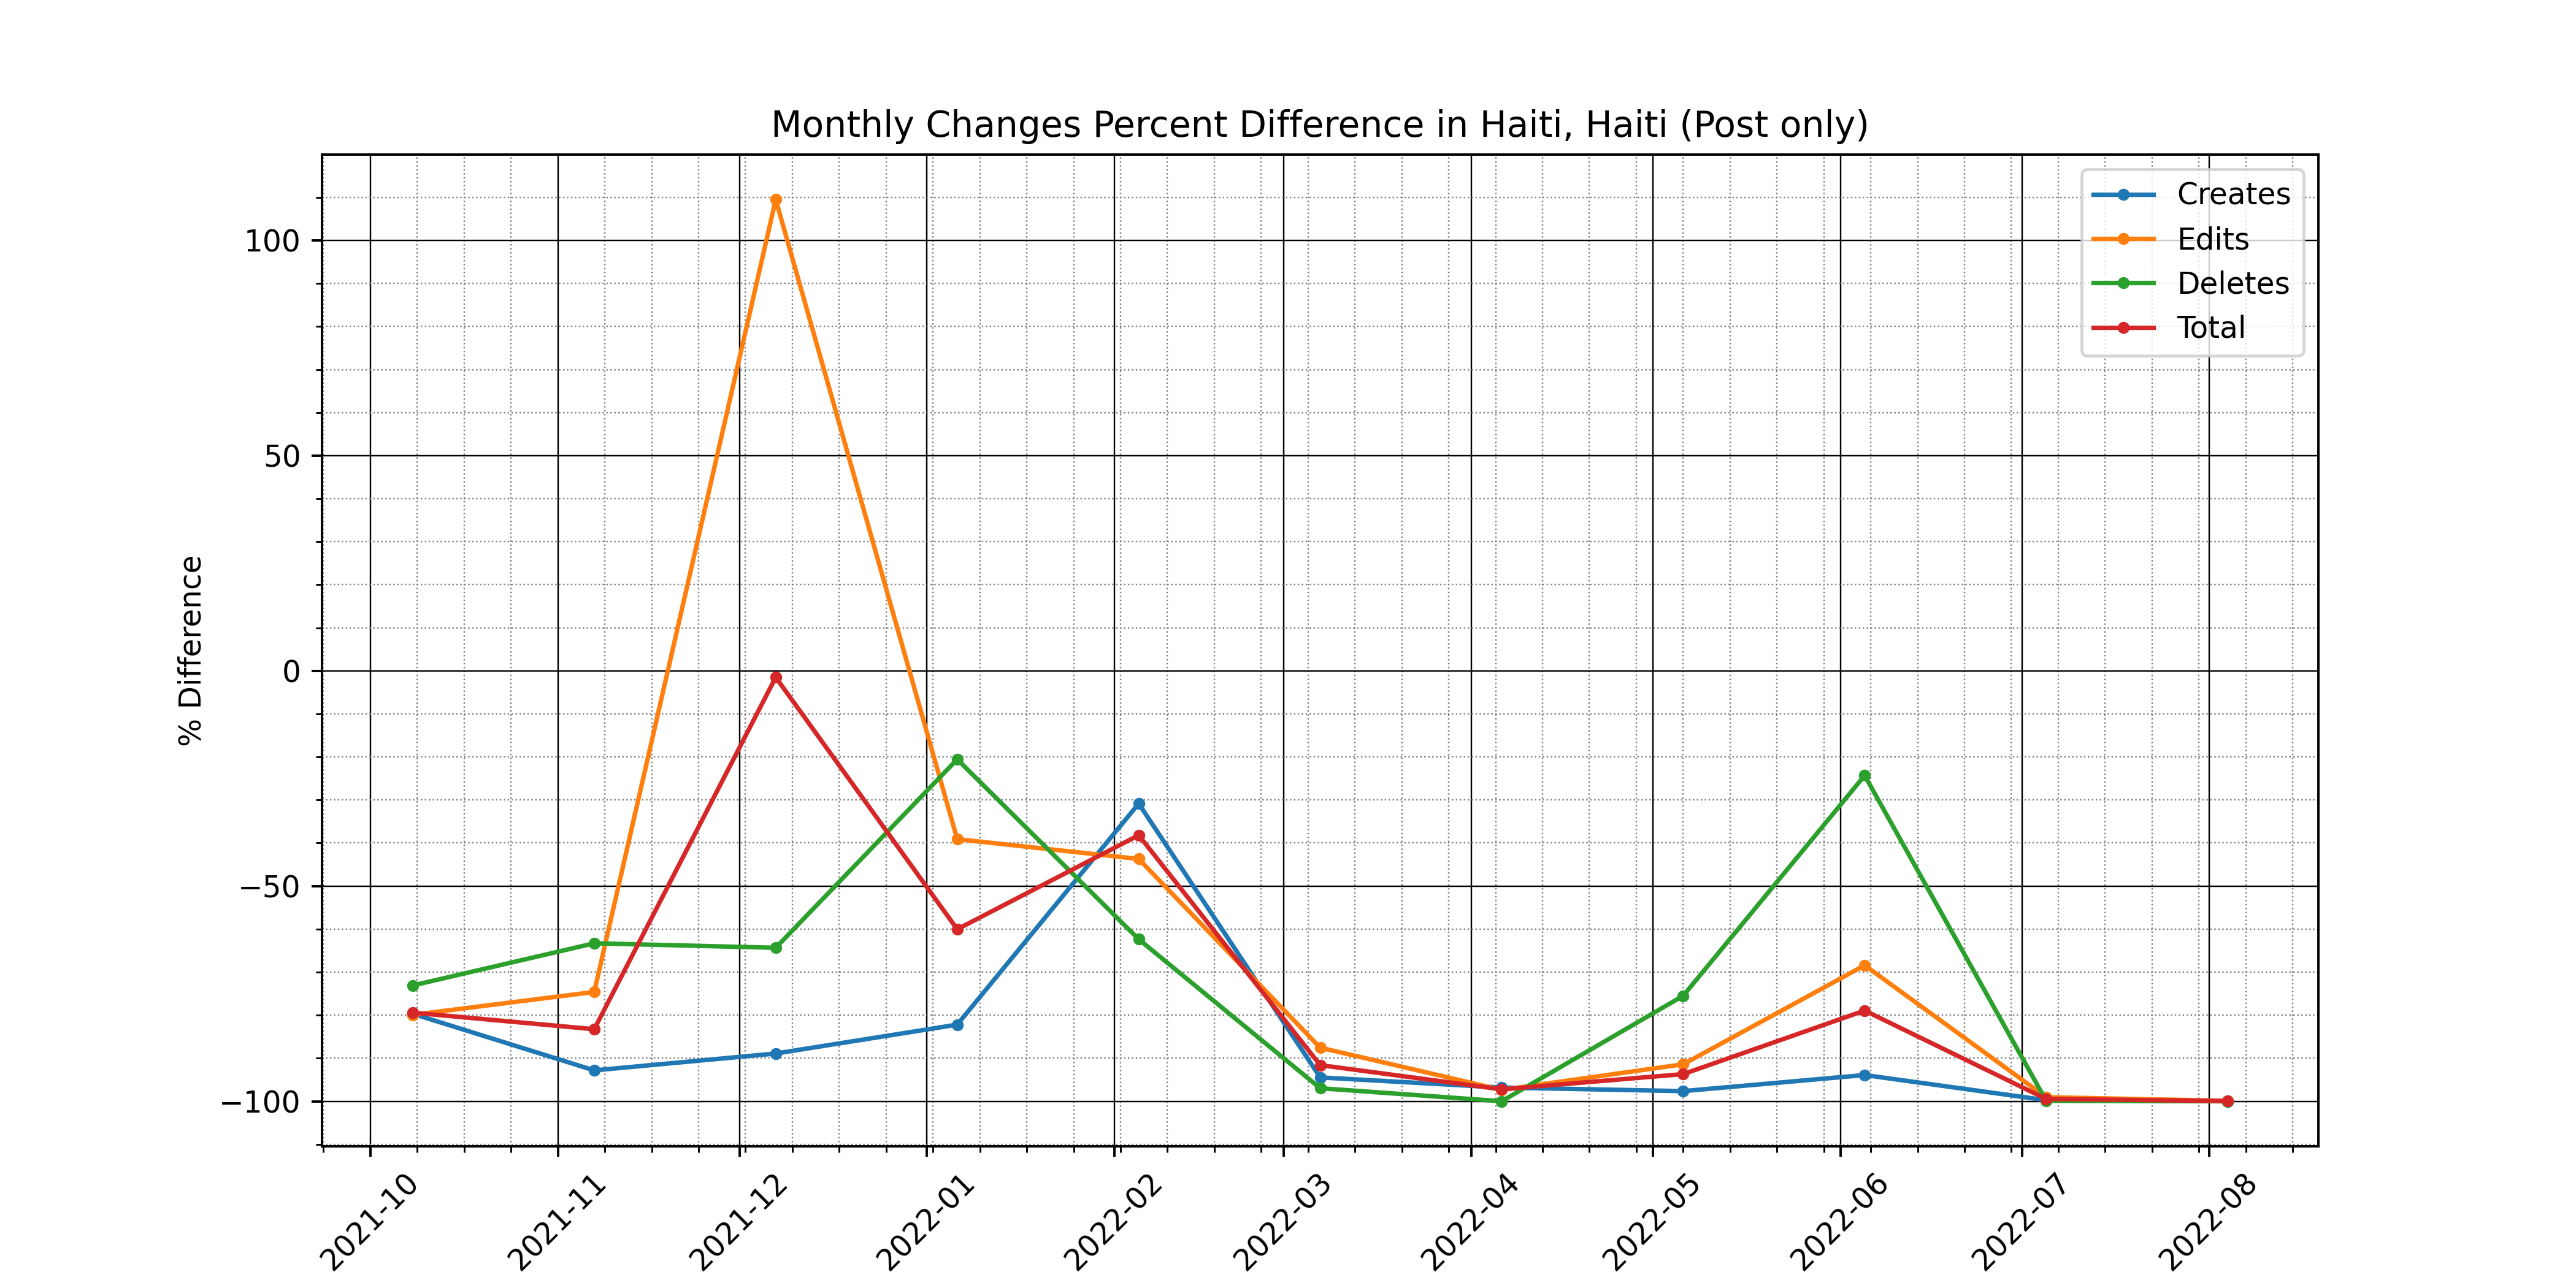 Monthly Changes Percent Difference in Haiti, Haiti (Post only)
Creates
Edits
Deletes
Total
% Difference
100
50
0
−50
−100
2021-10
2021-11
2021-12
2022-01
2022-02
2022-03
2022-04
2022-05
2022-06
2022-07
2022-08